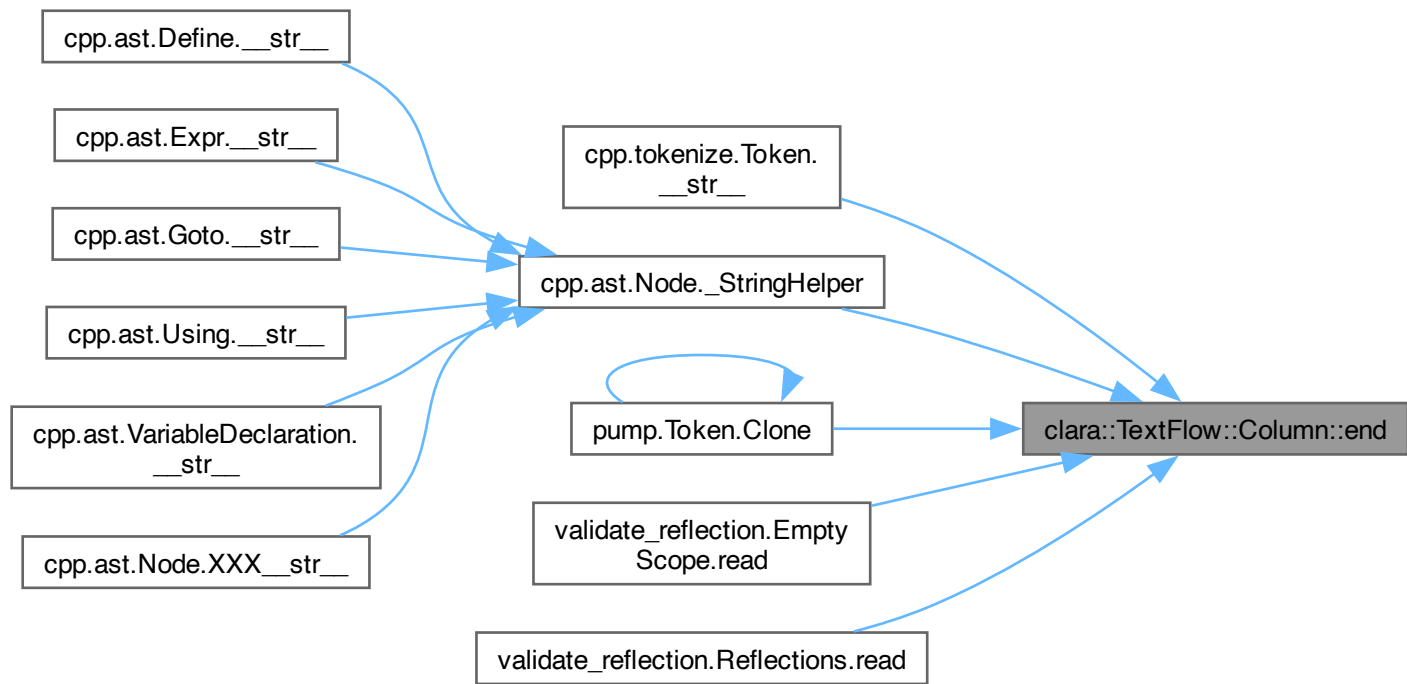 cpp.ast.Define.__str__
cpp.ast.Expr.__str__
cpp.ast.Goto.__str__
cpp.ast.Using.__str__
cpp.ast.VariableDeclaration.
__str__
cpp.ast.Node.XXX__str__
cpp.tokenize.Token.
__str__
cpp.ast.Node._StringHelper
pump.Token.Clone
validate_reflection.Empty
Scope.read
validate_reflection.Reflections.read
clara::TextFlow::Column::end